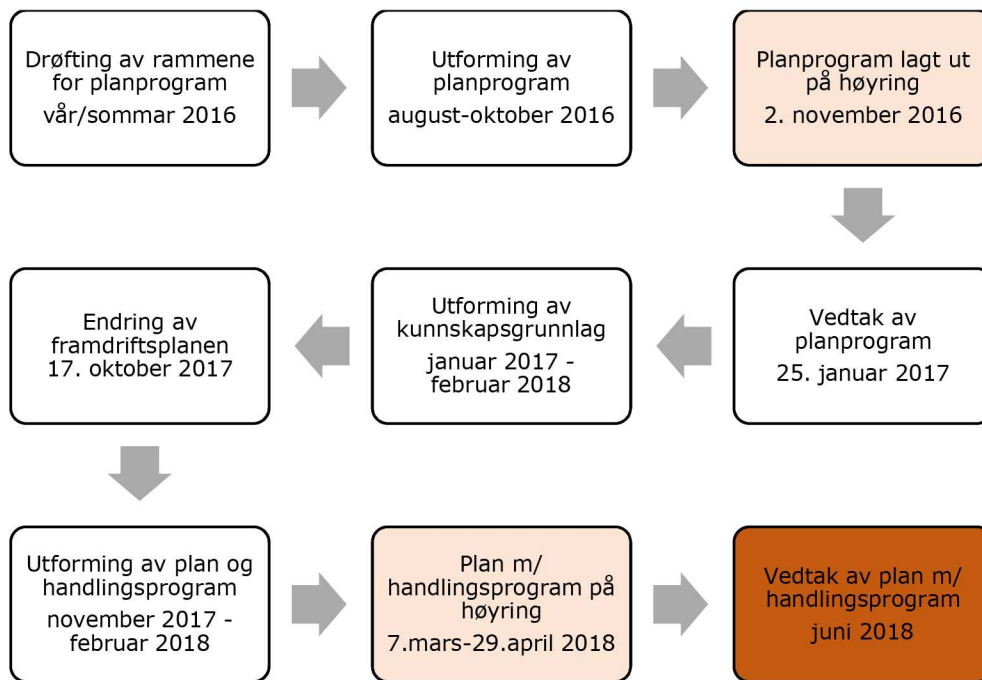 Drøfting av rammene
for planprogram
vår/sommar 2016
Utforming av
planprogram
august-oktober 2016
Planprogram lagt ut
på høyring
2. november 2016
Vedtak av
planprogram
25. januar 2017
Utforming av
kunnskapsgrunnlag
januar 2017 -
februar 2018
Endring av
framdriftsplanen
17. oktober 2017
Utforming av plan og
handlingsprogram
november 2017 -
februar 2018
Plan m/
handlingsprogram på
høyring
7.mars-29.april 2018
Vedtak av plan m/
handlingsprogram
juni 2018